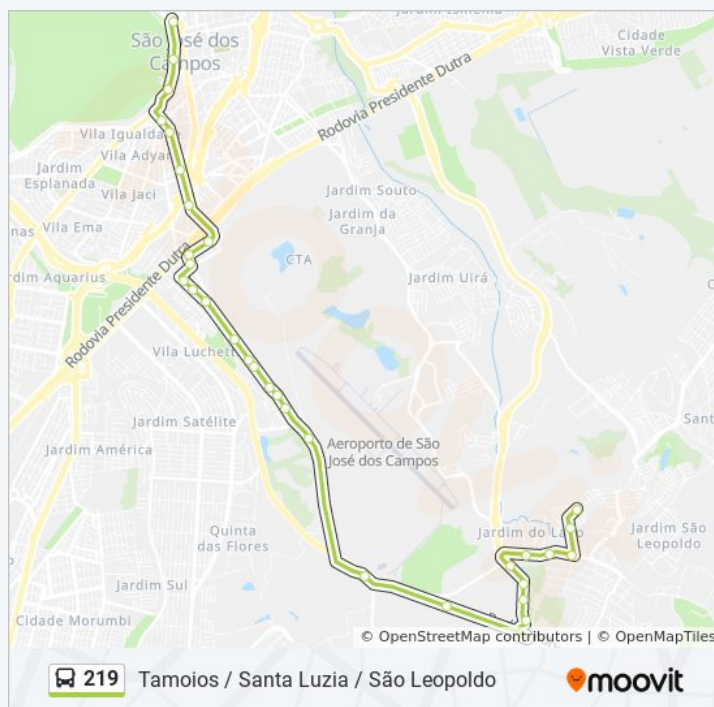 Jardim Ismênia
São José dos
Campos
Cidade
Vista Verde
Rodovia Presidente Dutra
Vila Igualdade
Vila Adyana
Jardim
Esplanada
Vila Jaci
Jardim Souto
Jardim da
Granja
Vila Ema
CTA
Jardim Uirá
Jardim Aquarius
Rodovia Presidente Dutra
Vila Luchetti
Jardim Satélite
Jardim América
Aeroporto de São
José dos Campos
Quinta
das Flores
Jardim do Lago
Jardim São
Leopoldo
Jardim Sul
Cidade Morumbi
© OpenStreetMap contributors | © OpenMapTiles
219 Tamoios / Santa Luzia / São Leopoldo
moovit